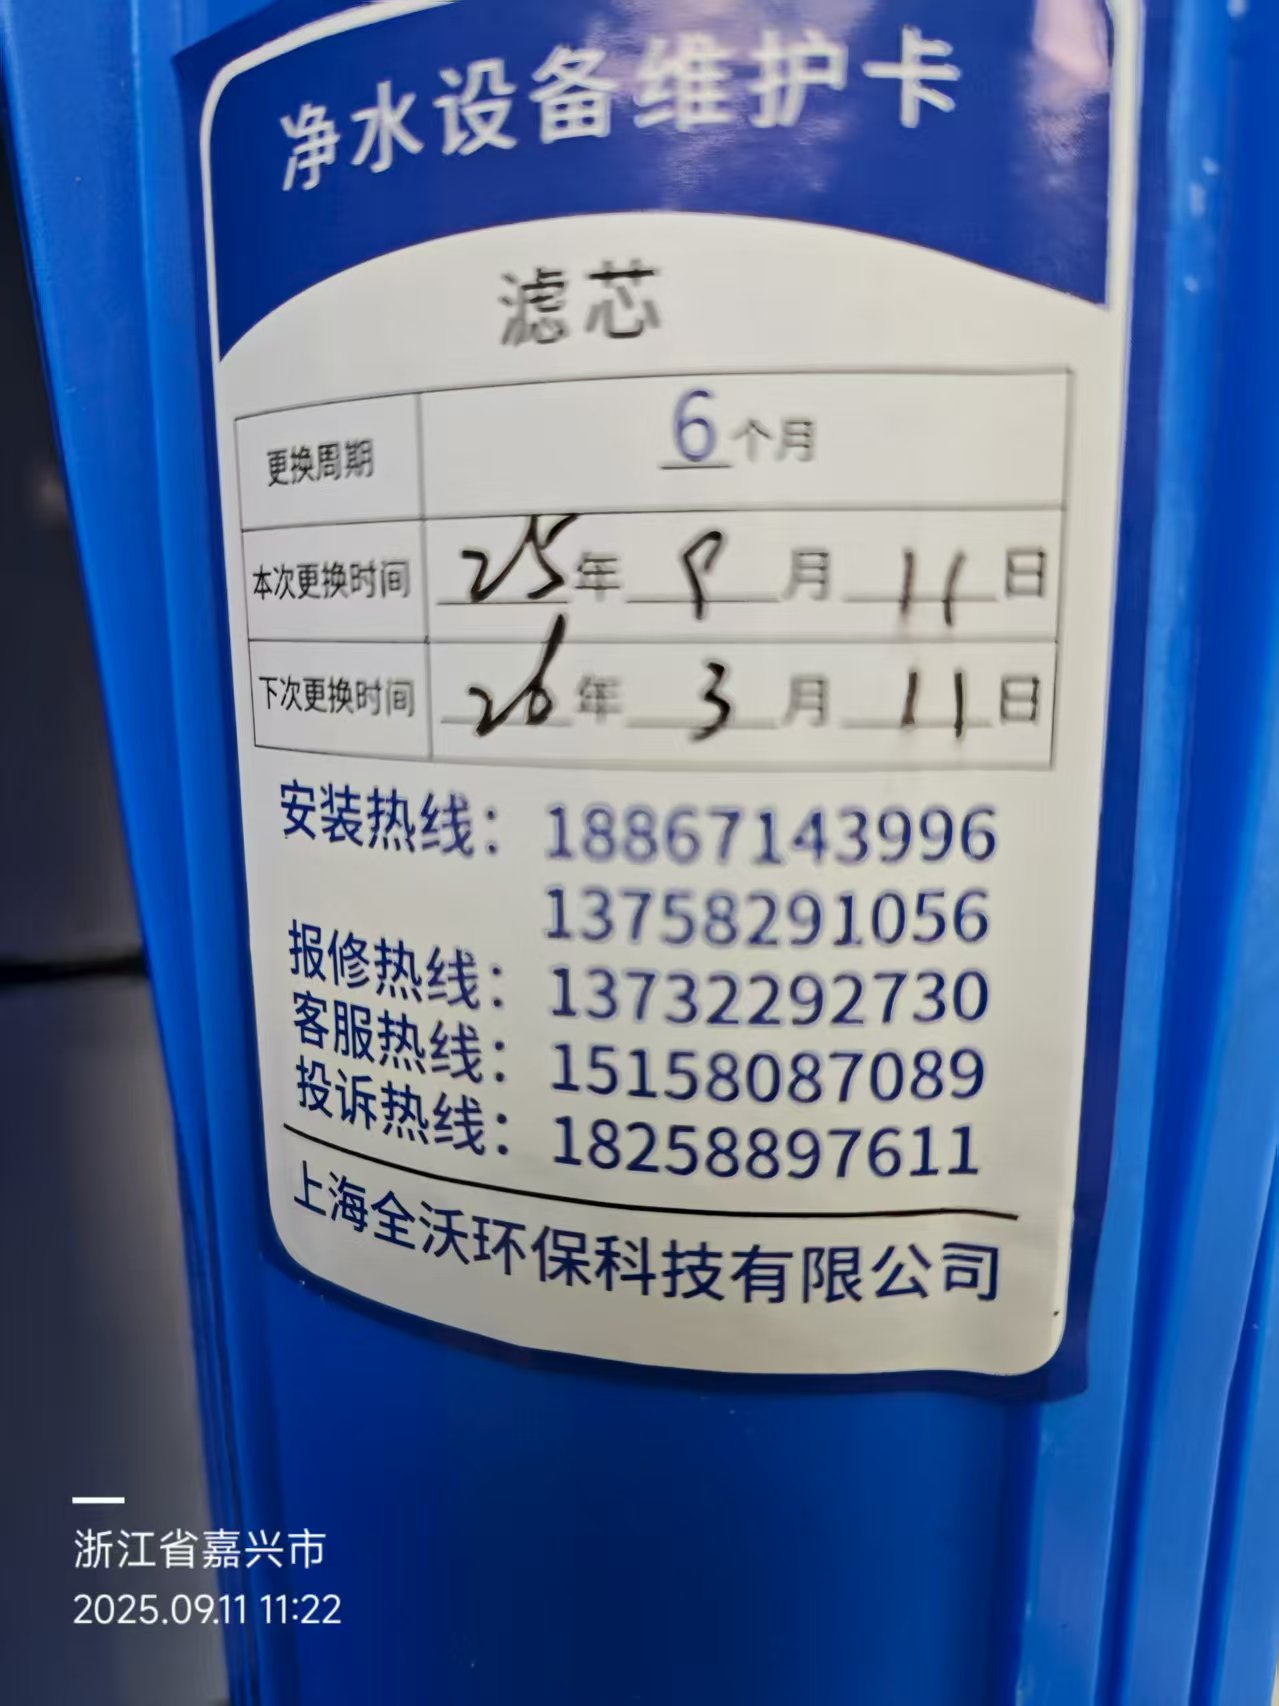 净水设备维护卡
滤芯
更换周期 6个月
本次更换时间 25年9月11日
下次更换时间 26年3月11日
安装热线：18867143996
13758291056
报修热线：13732292730
客服热线：15158087089
投诉热线：18258897611
上海全沃环保科技有限公司
浙江省嘉兴市
2025.09.11 11:22